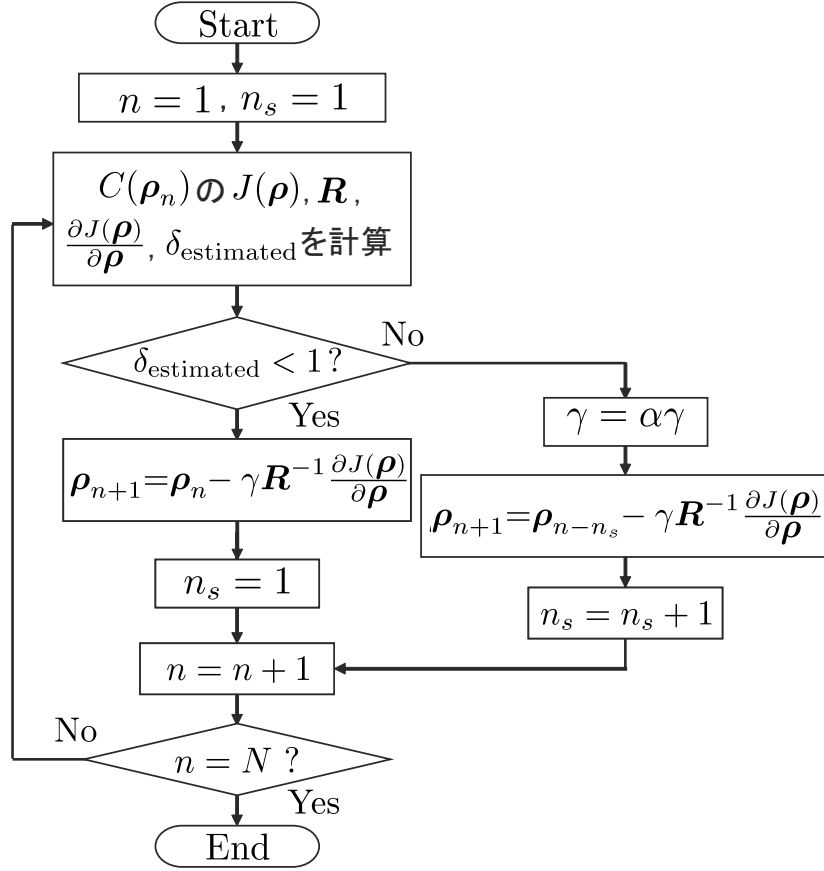 Start
n = 1 , n_s = 1
C(ρ_n) の J(ρ), R ,
∂J(ρ)/∂ρ , δ_estimated を計算
δ_estimated < 1 ?
No
Yes
γ = αγ
ρ_{n+1} = ρ_n − γR^{−1} ∂J(ρ)/∂ρ
ρ_{n+1} = ρ_{n−n_s} − γR^{−1} ∂J(ρ)/∂ρ
n_s = 1
n_s = n_s + 1
n = n + 1
No
n = N ?
Yes
End